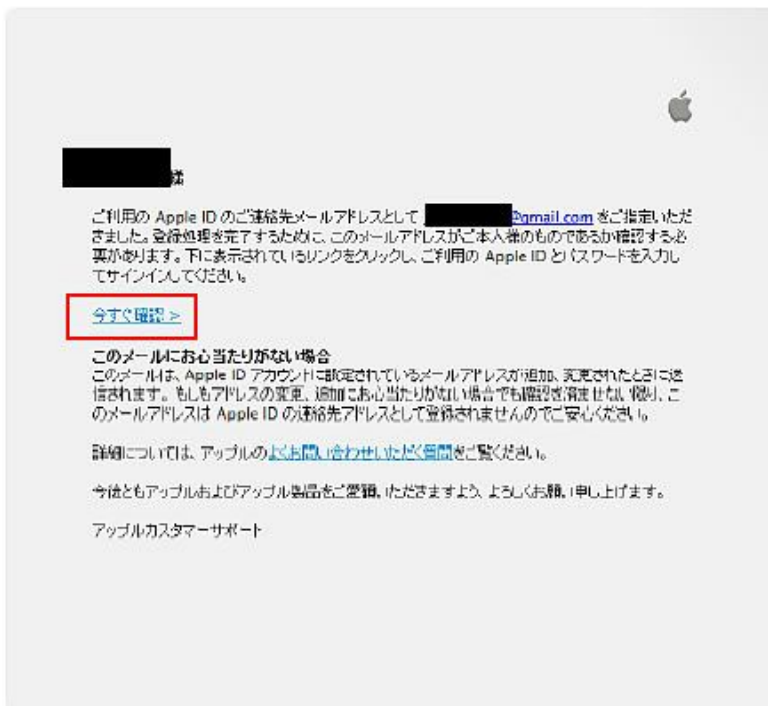 様
ご利用の Apple ID のご連絡先メールアドレスとして @gmail.com をご指定いただ
きました。登録処理を完了するために、このメールアドレスがご本人様のものであるか確認する必
要があります。下に表示されているリンクをクリックし、ご利用の Apple ID とパスワードを入力し
てサインインしてください。
今すぐ確認 >
このメールにお心当たりがない場合
このメールは、Apple ID アカウントに設定されているメールアドレスが追加、変更されたときに送
信されます。もしもアドレスの変更、追加にお心当たりがない場合でも確認を済ませない限り、こ
のメールアドレスは Apple ID の連絡先アドレスとして登録されませんのでご安心ください。
詳細については、アップルのよくお問い合わせいただく質問をご覧ください。
今後ともアップルおよびアップル製品をご愛顧いただきますよう、よろしくお願い申し上げます。
アップルカスタマーサポート